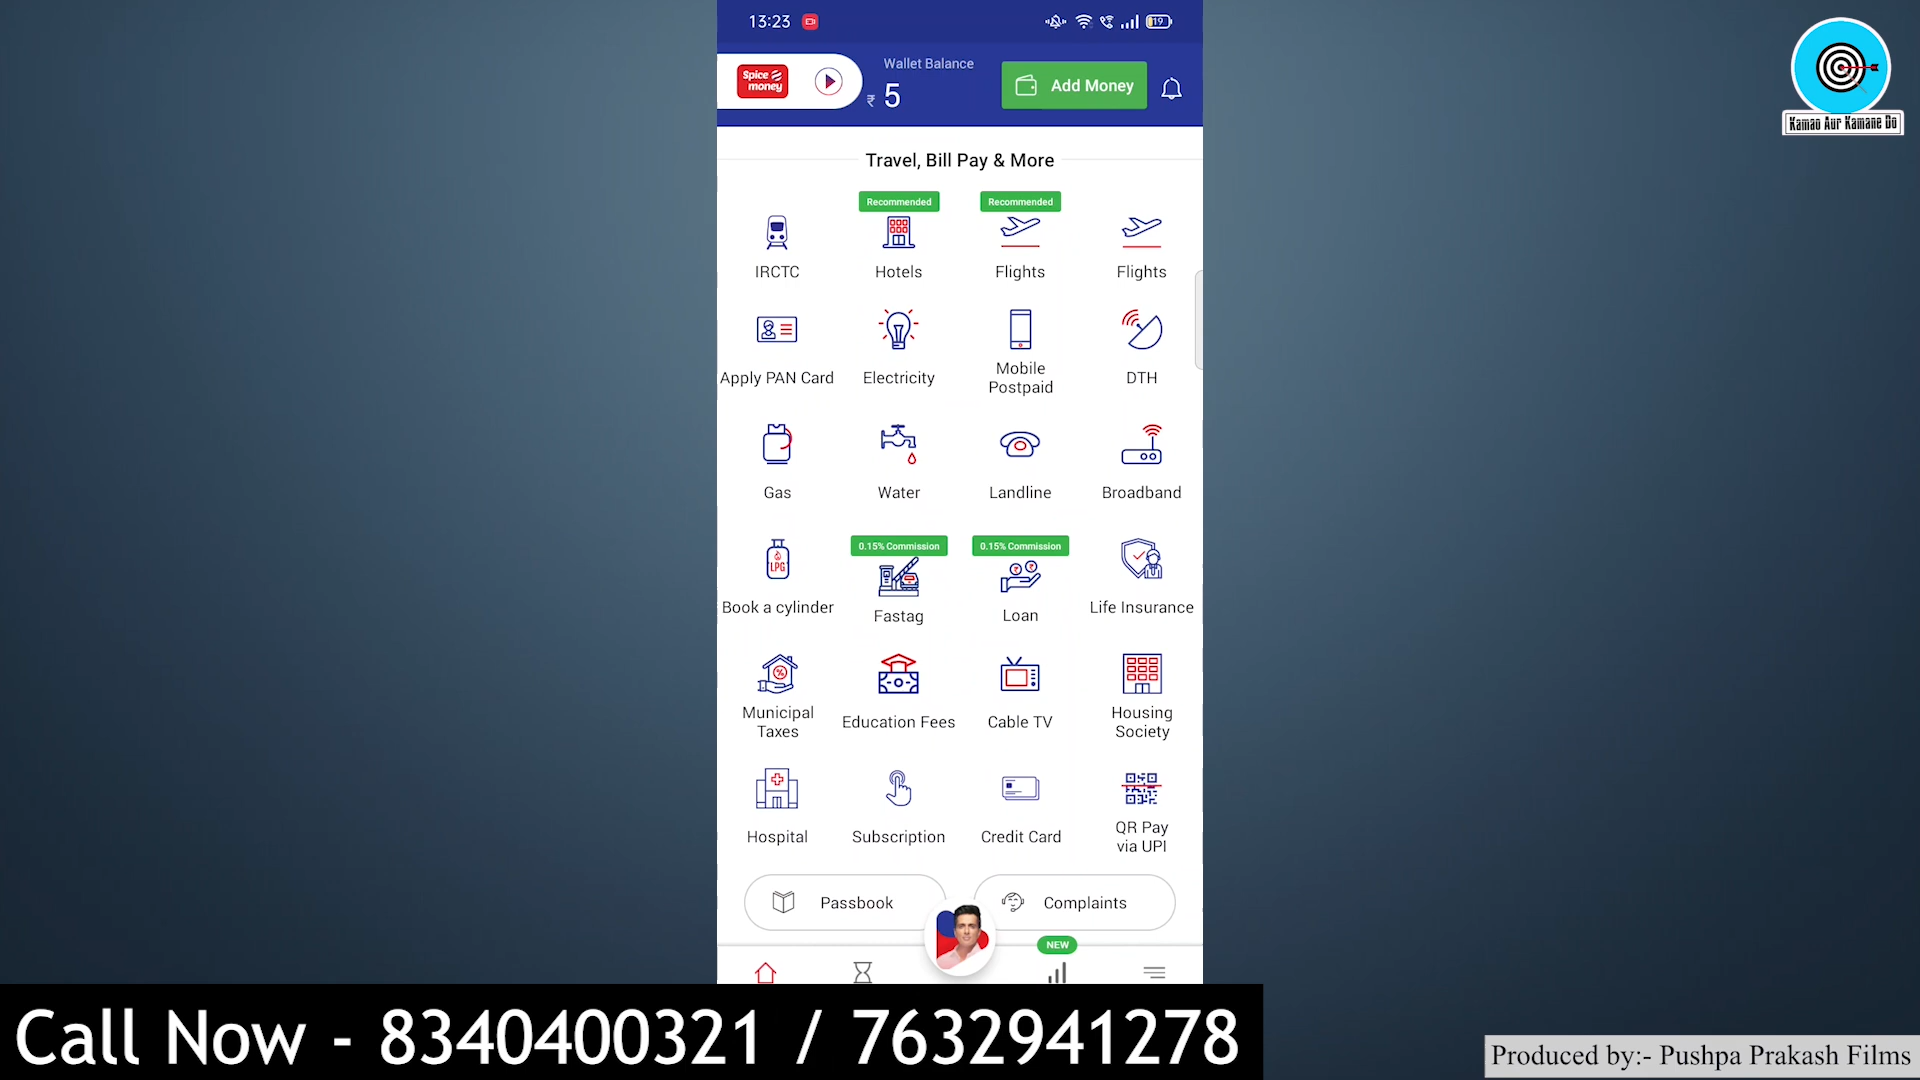 13:23
19
Spice
money
Wallet Balance
₹ 5
Add Money
Kamao Aur Kamane Do
Travel, Bill Pay & More
Recommended
Recommended
IRCTC
Hotels
Flights
Flights
Apply PAN Card
Electricity
Mobile
Postpaid
DTH
Gas
Water
Landline
Broadband
LPG
Book a cylinder
0.15% Commission
Fastag
0.15% Commission
Loan
Life Insurance
Municipal
Taxes
Education Fees
Cable TV
Housing
Society
Hospital
Subscription
Credit Card
QR Pay
via UPI
Passbook
Complaints
NEW
Call Now - 8340400321 / 7632941278
Produced by:- Pushpa Prakash Films